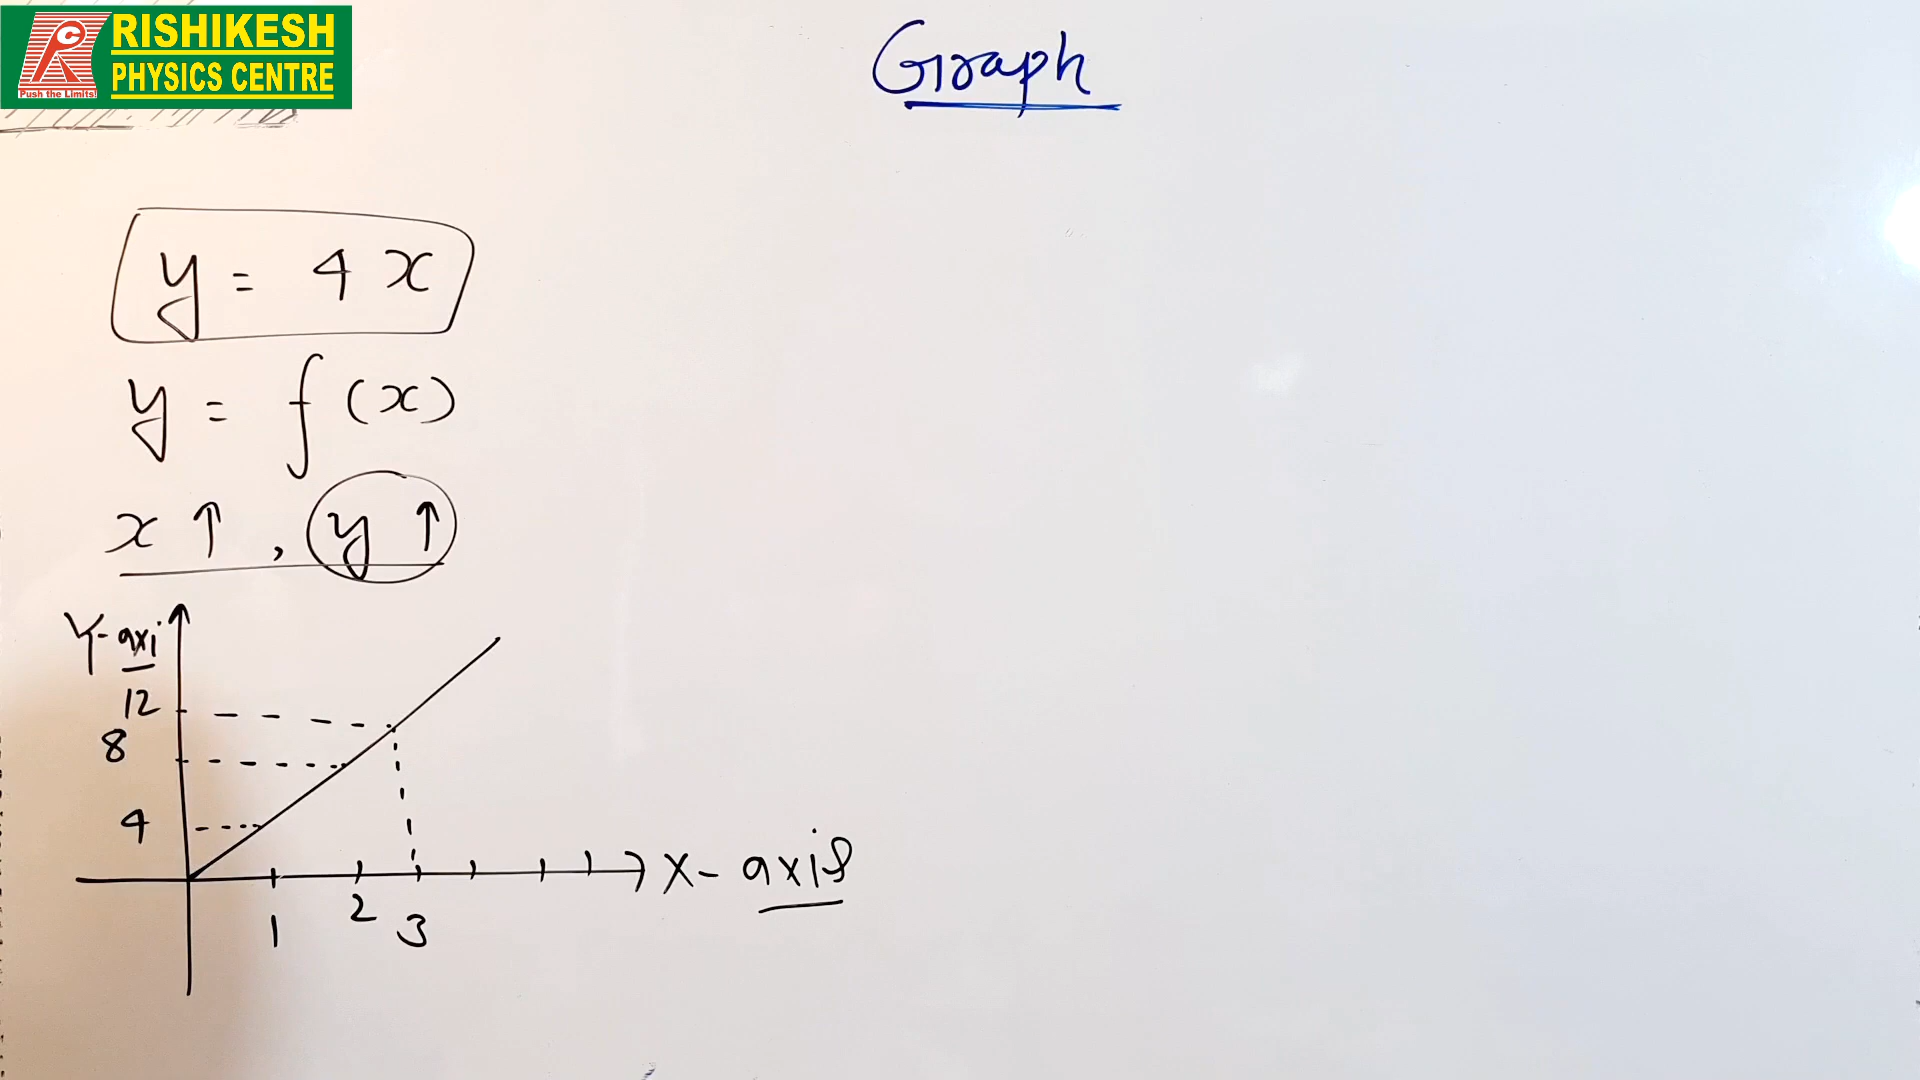 RISHIKESH
PHYSICS CENTRE
Push the Limits!
Graph
y = 4x
y = f(x)
x ↑, y ↑
Y-axi
12
8
4
X-axis
1 2 3